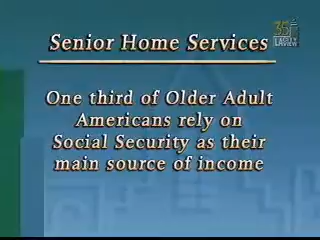 35
Senior Home Services
One third of Older Adult
Americans rely on
Social Security as their
main source of income